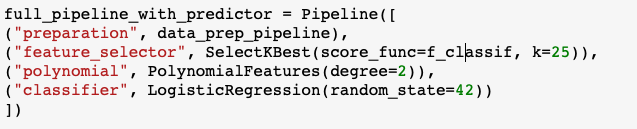 full_pipeline_with_predictor = Pipeline([
("preparation", data_prep_pipeline),
("feature_selector", SelectKBest(score_func=f_classif, k=25)),
("polynomial", PolynomialFeatures(degree=2)),
("classifier", LogisticRegression(random_state=42))
])